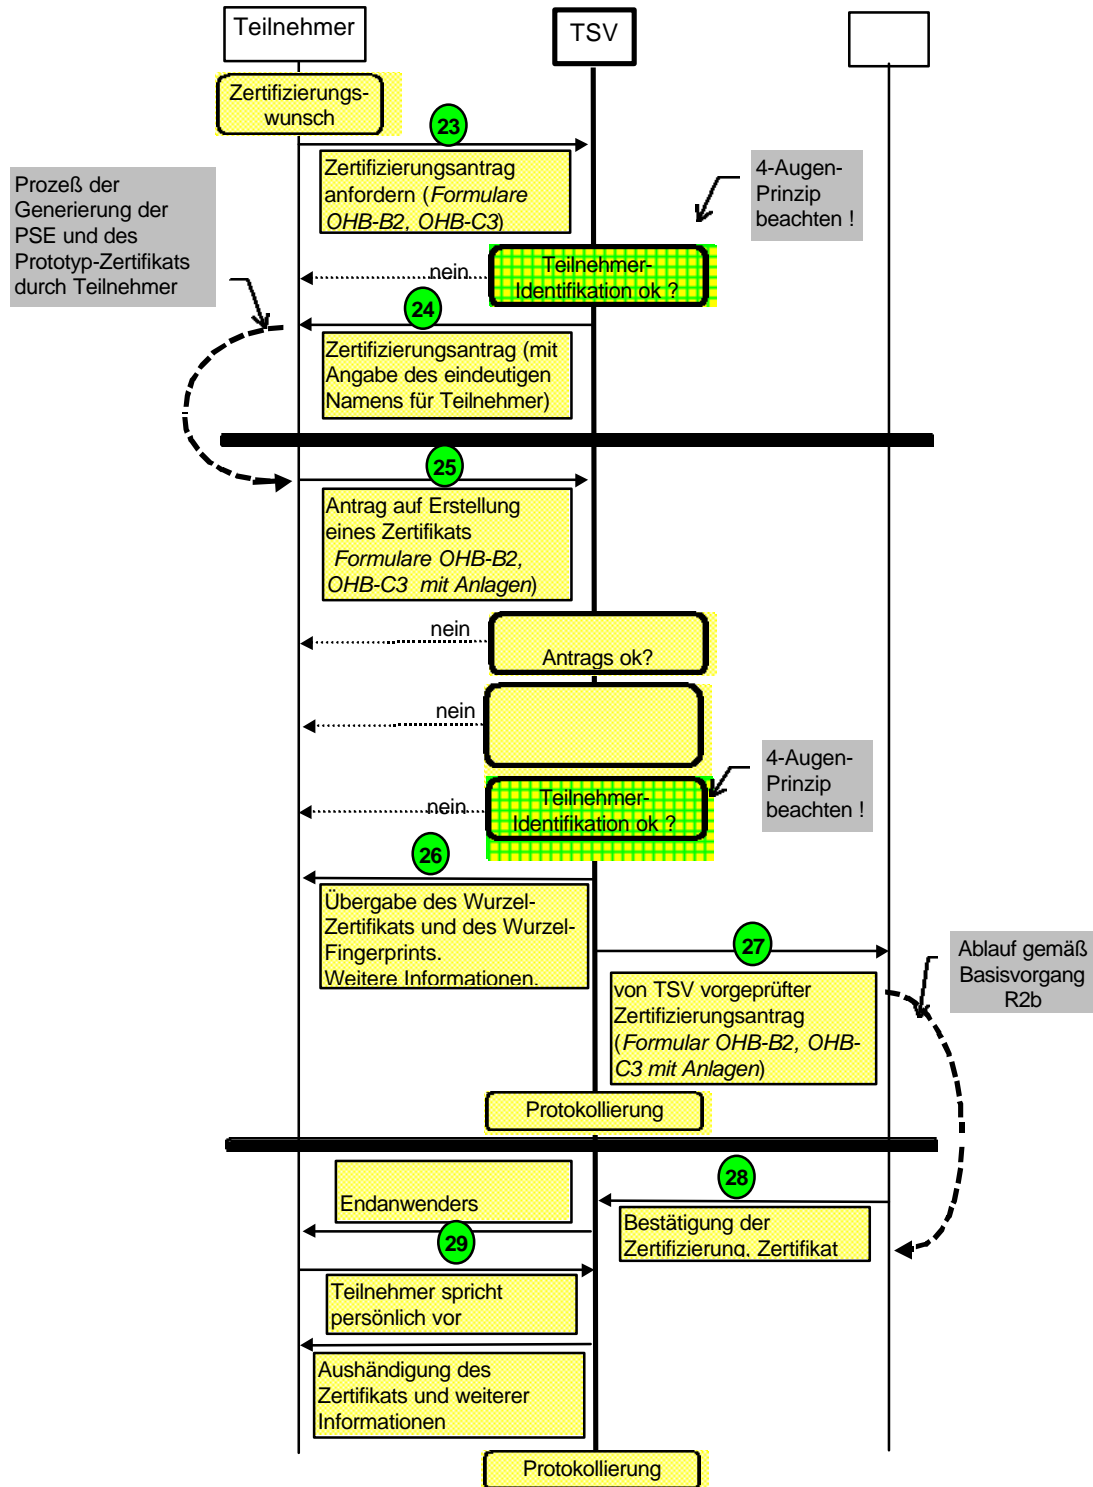 Teilnehmer
TSV
Zertifizierungs-
wunsch
23
Zertifizierungsantrag
anfordern (Formulare
OHB-B2, OHB-C3)
4-Augen-
Prinzip
beachten !
Prozeß der
Generierung der
PSE und des
Prototyp-Zertifikats
durch Teilnehmer
nein
Teilnehmer-
Identifikation ok ?
24
Zertifizierungsantrag (mit
Angabe des eindeutigen
Namens für Teilnehmer)
25
Antrag auf Erstellung
eines Zertifikats
Formulare OHB-B2,
OHB-C3 mit Anlagen)
nein
Antrags ok?
nein
4-Augen-
Prinzip
beachten !
nein
Teilnehmer-
Identifikation ok ?
26
Übergabe des Wurzel-
Zertifikats und des Wurzel-
Fingerprints.
Weitere Informationen.
27
Ablauf gemäß
Basisvorgang
R2b
von TSV vorgeprüfter
Zertifizierungsantrag
(Formular OHB-B2, OHB-
C3 mit Anlagen)
Protokollierung
28
Endanwenders
Bestätigung der
Zertifizierung, Zertifikat
29
Teilnehmer spricht
persönlich vor
Aushändigung des
Zertifikats und weiterer
Informationen
Protokollierung